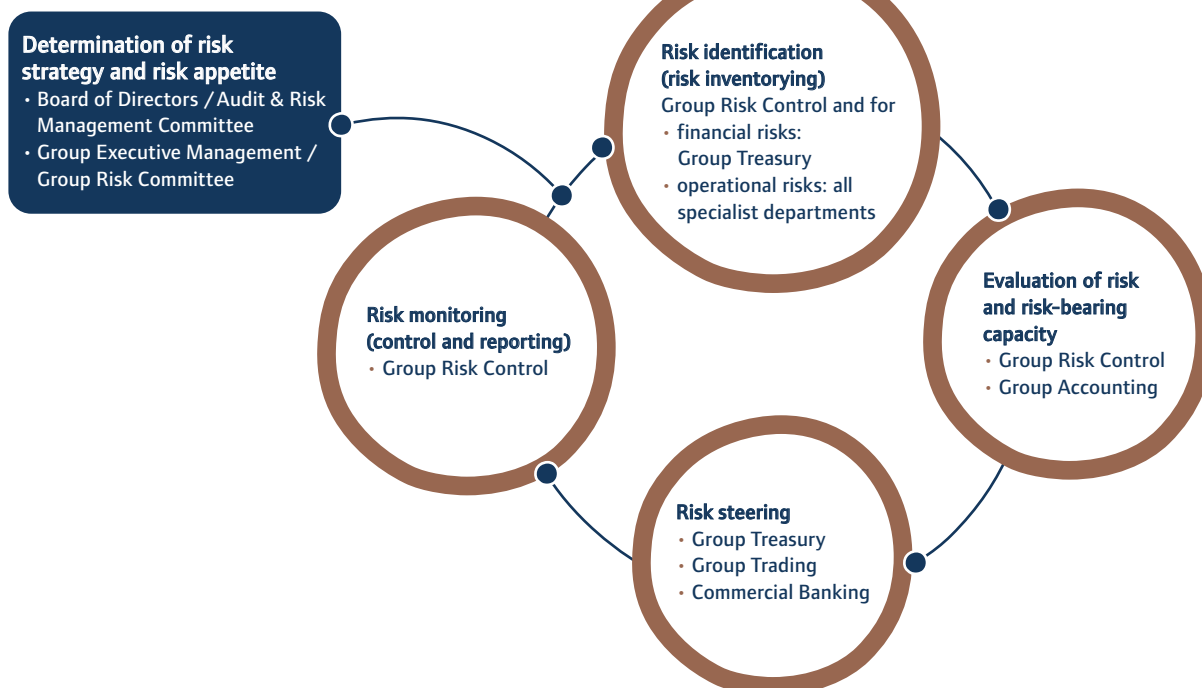 Determination of risk
strategy and risk appetite
• Board of Directors / Audit & Risk
Management Committee
• Group Executive Management /
Group Risk Committee
Risk identification
(risk inventorying)
Group Risk Control and for
• financial risks:
Group Treasury
• operational risks: all
specialist departments
Evaluation of risk
and risk-bearing
capacity
• Group Risk Control
• Group Accounting
Risk steering
• Group Treasury
• Group Trading
• Commercial Banking
Risk monitoring
(control and reporting)
• Group Risk Control